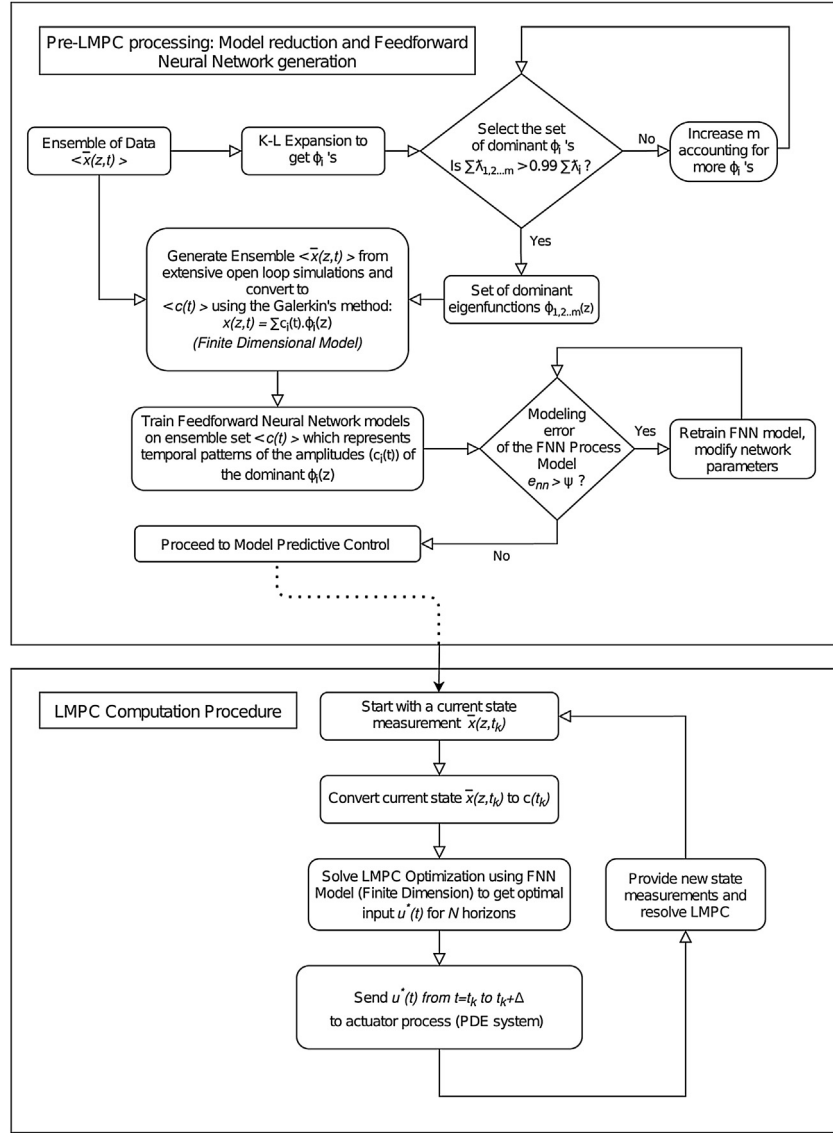 Pre-LMPC processing: Model reduction and Feedforward
Neural Network generation
Ensemble of Data
< x̄(z,t) >
K-L Expansion to
get ϕᵢ 's
Select the set
of dominant ϕᵢ 's
Is ∑ƛ₁,₂...ₘ > 0.99 ∑ƛᵢ ?
No
Increase m
accounting for
more ϕᵢ 's
Yes
Generate Ensemble < x̄(z,t) > from
extensive open loop simulations and
convert to
< c(t) > using the Galerkin's method:
x(z,t) = ∑cᵢ(t).ϕᵢ(z)
(Finite Dimensional Model)
Set of dominant
eigenfunctions ϕ₁,₂..ₘ(z)
Train Feedforward Neural Network models
on ensemble set < c(t) > which represents
temporal patterns of the amplitudes (cᵢ(t)) of
of the dominant ϕᵢ(z)
Modeling
error
of the FNN Process
Model
eₙₙ > ψ ?
Yes
Retrain FNN model,
modify network
parameters
No
Proceed to Model Predictive Control
LMPC Computation Procedure
Start with a current state
measurement x̄(z,tₖ)
Convert current state x̄(z,tₖ) to c(tₖ)
Solve LMPC Optimization using FNN
Model (Finite Dimension) to get optimal
input u*(t) for N horizons
Provide new state
measurements and
resolve LMPC
Send u*(t) from t=tₖ to tₖ+Δ
to actuator process (PDE system)